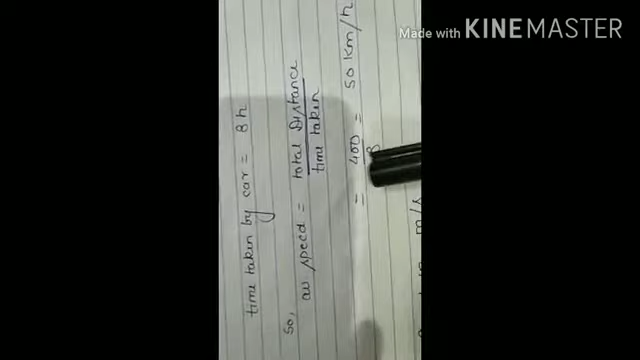 Made with KINEMASTER
time taken by car = 8 h
so,
av speed = total Distance
time taken
= 400 = 50 km/h
8
m/s